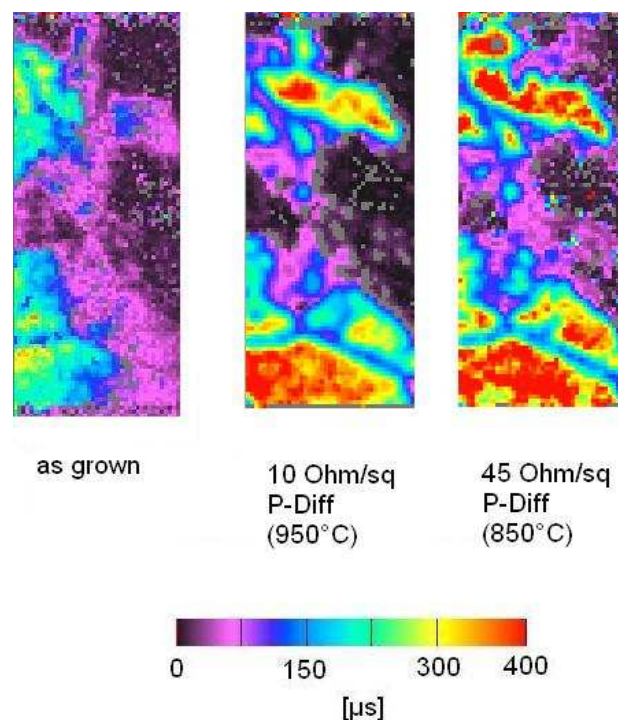 as grown
10 Ohm/sq
P-Diff
(950°C)
45 Ohm/sq
P-Diff
(850°C)
0 150 300 400
[µs]